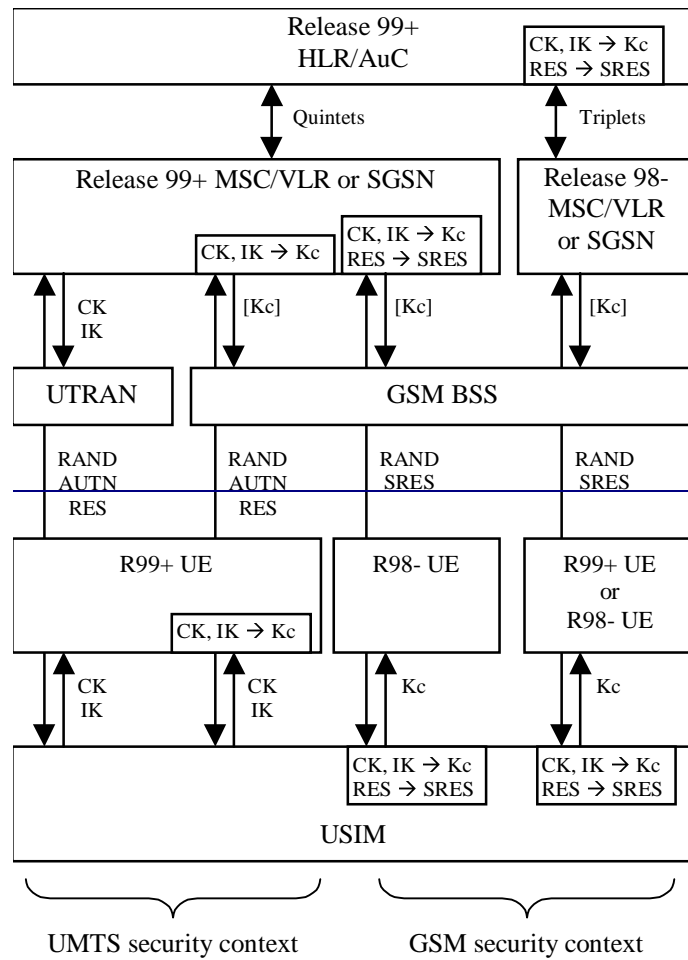 Release 99+
HLR/AuC
CK, IK → Kc
RES → SRES
Quintets
Triplets
Release 99+ MSC/VLR or SGSN
CK, IK → Kc
CK, IK → Kc
RES → SRES
Release 98-
MSC/VLR
or SGSN
CK
IK
[Kc]
[Kc]
[Kc]
UTRAN
GSM BSS
RAND
AUTN
RES
RAND
AUTN
RES
RAND
SRES
RAND
SRES
R99+ UE
CK, IK → Kc
R98- UE
R99+ UE
or
R98- UE
CK
IK
CK
IK
Kc
Kc
CK, IK → Kc
RES → SRES
CK, IK → Kc
RES → SRES
USIM
UMTS security context
GSM security context